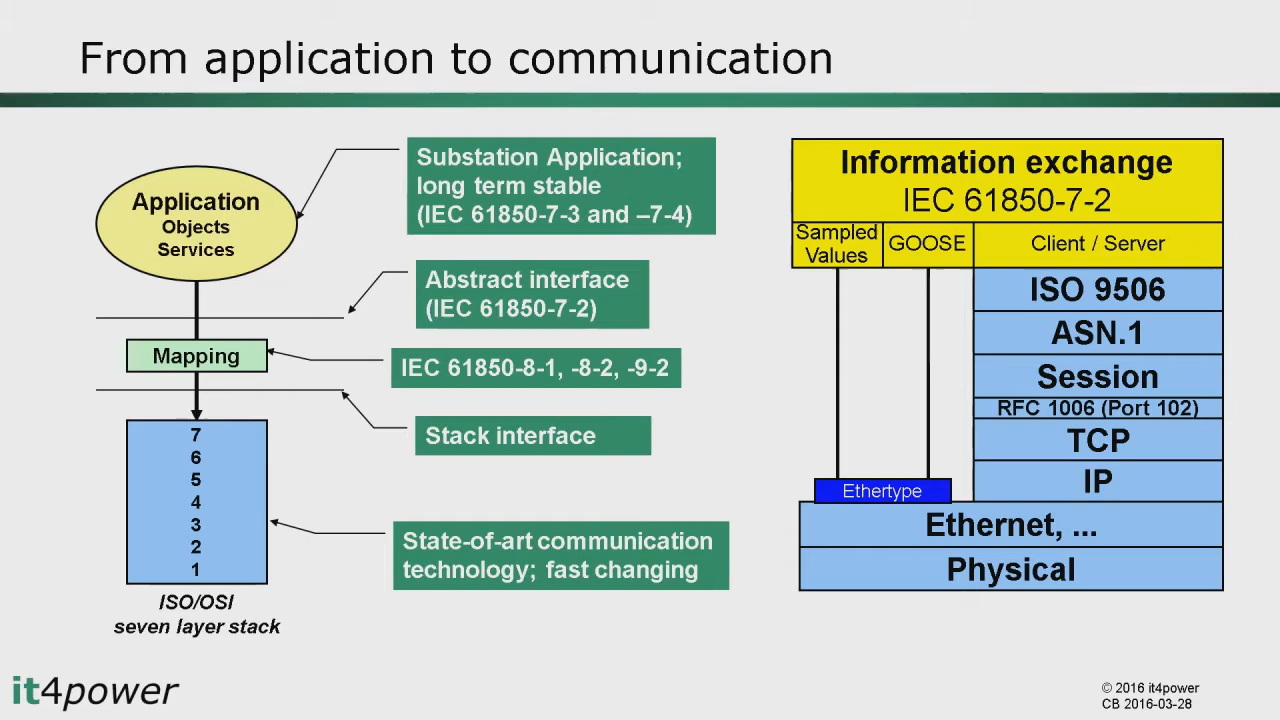 From application to communication
Application
Objects
Services
Substation Application;
long term stable
(IEC 61850-7-3 and –7-4)
Abstract interface
(IEC 61850-7-2)
Mapping
IEC 61850-8-1, -8-2, -9-2
Stack interface
7
6
5
4
3
2
1
State-of-art communication
technology; fast changing
ISO/OSI
seven layer stack
Information exchange
IEC 61850-7-2
Sampled
Values
GOOSE
Client / Server
ISO 9506
ASN.1
Session
RFC 1006 (Port 102)
TCP
IP
Ethertype
Ethernet, ...
Physical
it4power
© 2016 it4power
CB 2016-03-28